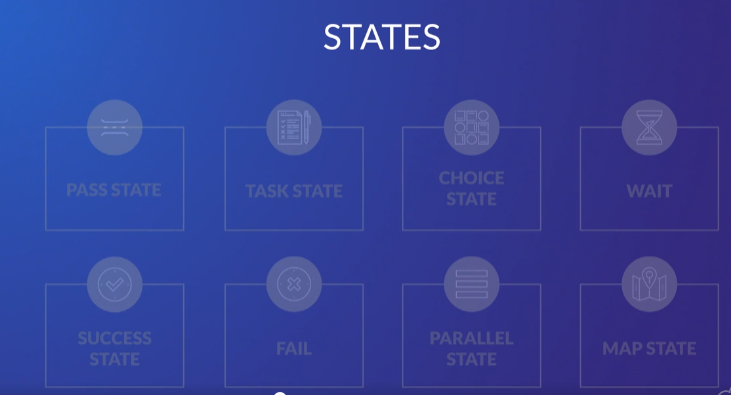 STATES
PASS STATE
TASK STATE
CHOICE
STATE
WAIT
SUCCESS
STATE
FAIL
PARALLEL
STATE
MAP STATE